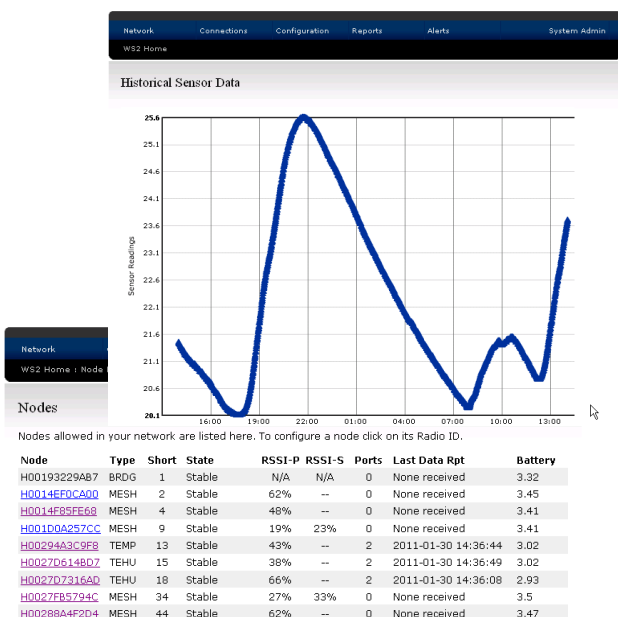 Network Connections Configuration Reports Alerts System Admin
WS2 Home
Historical Sensor Data
25.6
25.1
24.6
24.1
23.6
23.1
22.6
22.1
21.6
21.1
20.6
20.1
Sensor Readings
16:00 19:00 22:00 01:00 04:00 07:00 10:00 13:00
Network
WS2 Home : Node
Nodes
Nodes allowed in your network are listed here. To configure a node click on its Radio ID.
Node Type Short State RSSI-P RSSI-S Ports Last Data Rpt Battery
H00193229AB7 BRDG 1 Stable N/A N/A 0 None received 3.32
H0014EF0CA00 MESH 2 Stable 62% -- 0 None received 3.45
H0014F85FE68 MESH 4 Stable 48% -- 0 None received 3.41
H001D0A257CC MESH 9 Stable 19% 23% 0 None received 3.41
H00294A3C9F8 TEMP 13 Stable 43% -- 2 2011-01-30 14:36:44 3.02
H0027D614BD7 TEHU 15 Stable 38% -- 2 2011-01-30 14:36:49 3.02
H0027D7316AD TEHU 18 Stable 66% -- 2 2011-01-30 14:36:08 2.93
H0027FB5794C MESH 34 Stable 27% 33% 0 None received 3.5
H00288A4F2D4 MESH 44 Stable 62% -- 0 None received 3.47